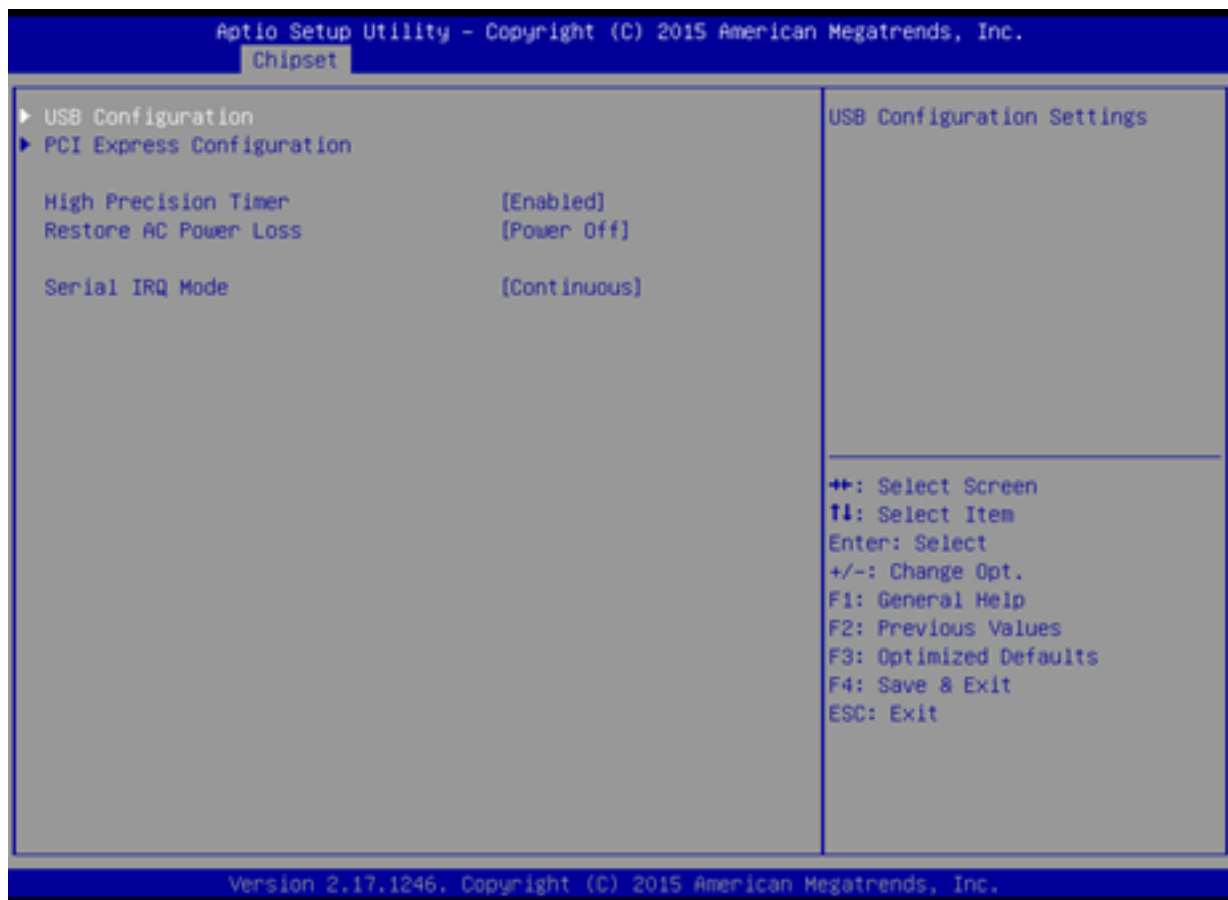 Aptio Setup Utility – Copyright (C) 2015 American Megatrends, Inc.
Chipset
▶ USB Configuration
▶ PCI Express Configuration
High Precision Timer [Enabled]
Restore AC Power Loss [Power Off]
Serial IRQ Mode [Continuous]
USB Configuration Settings
→←: Select Screen
↑↓: Select Item
Enter: Select
+/-: Change Opt.
F1: General Help
F2: Previous Values
F3: Optimized Defaults
F4: Save & Exit
ESC: Exit
Version 2.17.1246. Copyright (C) 2015 American Megatrends, Inc.